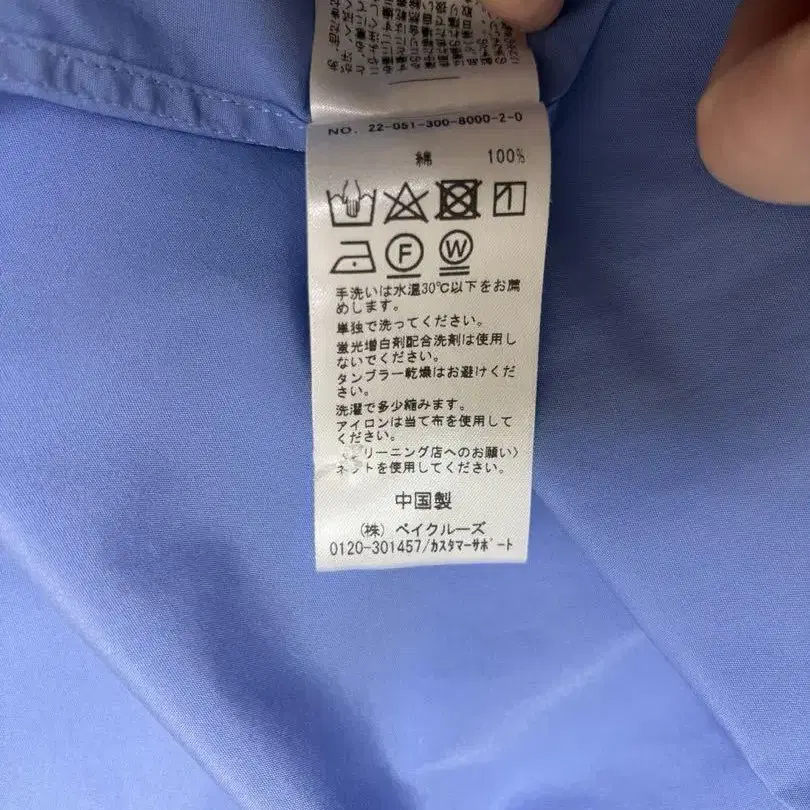 NO. 22-051-300-8000-2-0
綿 100%
F W
手洗いは水温30℃以下をお薦
めします。
単独で洗ってください。
蛍光増白剤配合洗剤は使用し
ないでください。
タンブラー乾燥はお避けくだ
さい。
洗濯で多少縮みます。
アイロンは当て布を使用して
ください。
リーニング店へのお願い〉
ネットを使用してください。
中国製
(株) ベイクルーズ
0120-301457/カスタマーサポート